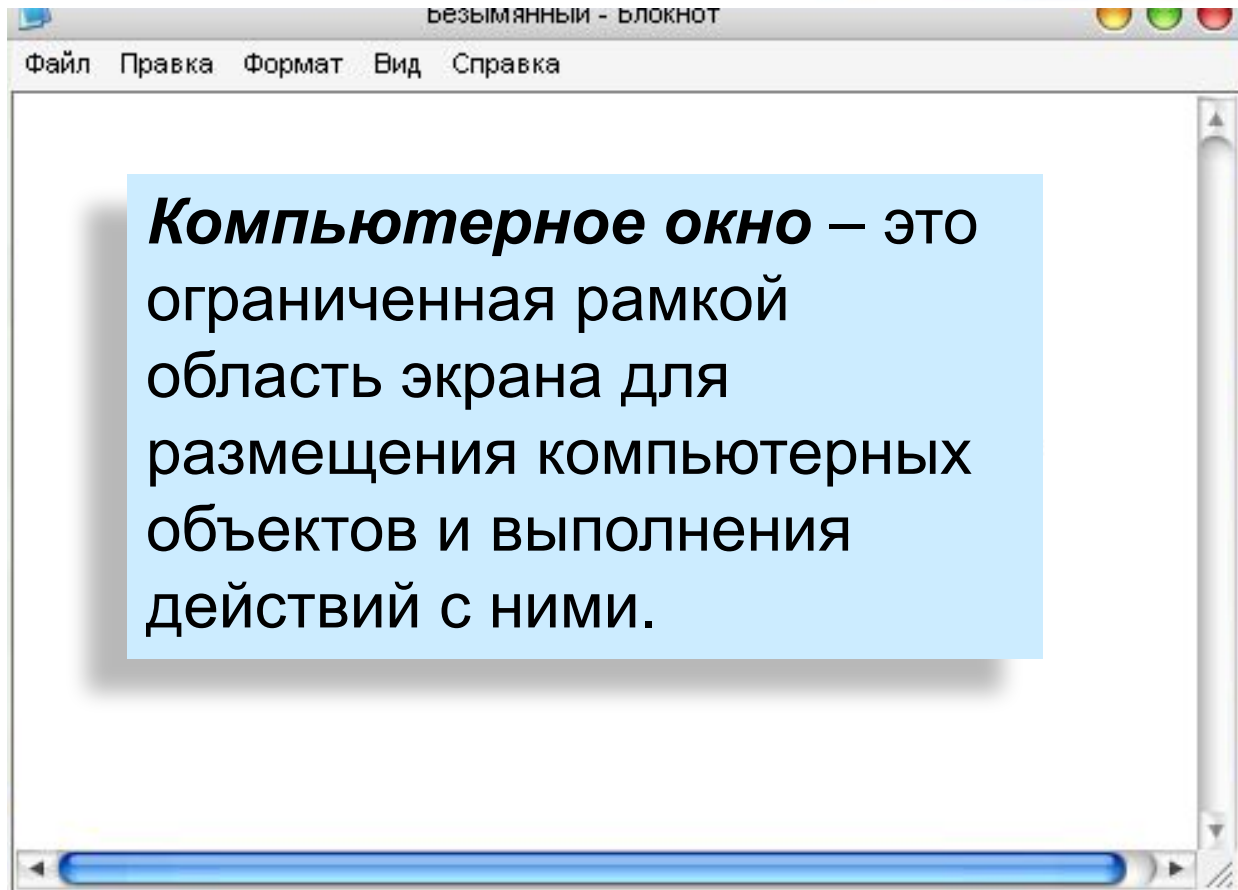 Безымянный - Блокнот
Файл Правка Формат Вид Справка
Компьютерное окно – это
ограниченная рамкой
область экрана для
размещения компьютерных
объектов и выполнения
действий с ними.